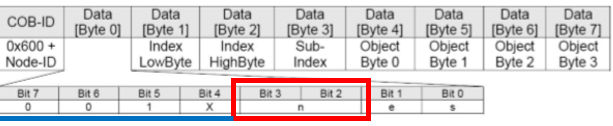 COB-ID Data [Byte 0] Data [Byte 1] Data [Byte 2] Data [Byte 3] Data [Byte 4] Data [Byte 5] Data [Byte 6] Data [Byte 7]
0x600 + Node-ID Index LowByte Index HighByte Sub-Index Object Byte 0 Object Byte 1 Object Byte 2 Object Byte 3
Bit 7 Bit 6 Bit 5 Bit 4 Bit 3 Bit 2 Bit 1 Bit 0
0 0 1 X n e s